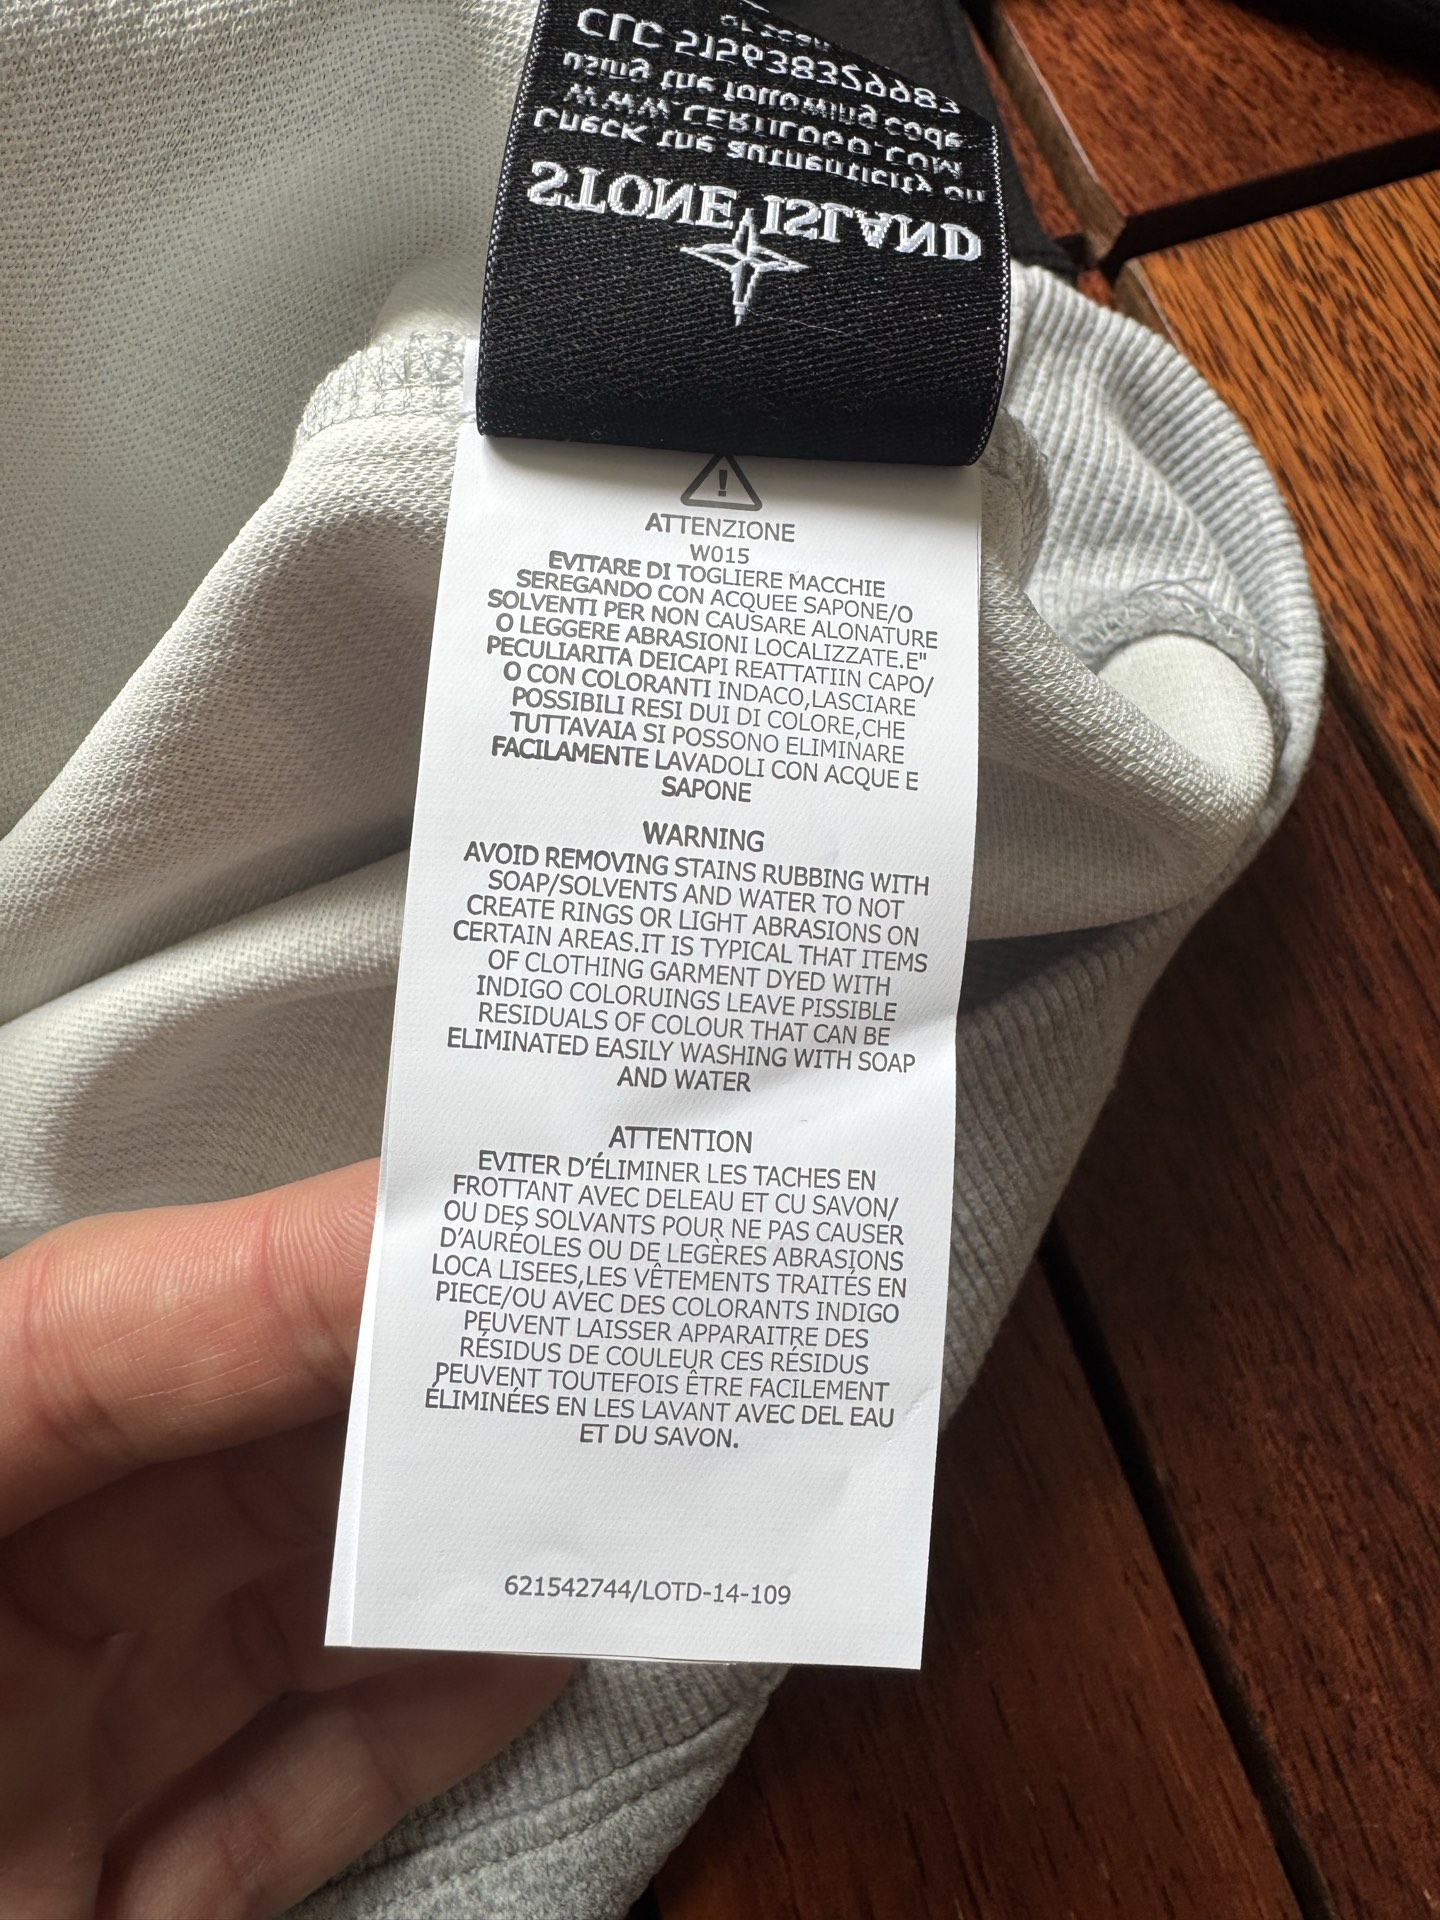 STONE ISLAND
Check the authenticity on
WWW.CERTILOGO.COM
using the following code
CLG 515638329983
or scan
ATTENZIONE
W015
EVITARE DI TOGLIERE MACCHIE
SEREGANDO CON ACQUEE SAPONE/O
SOLVENTI PER NON CAUSARE ALONATURE
O LEGGERE ABRASIONI LOCALIZZATE.E"
PECULIARITA DEICAPI REATTATIIN CAPO/
O CON COLORANTI INDACO,LASCIARE
POSSIBILI RESI DUI DI COLORE,CHE
TUTTAVAIA SI POSSONO ELIMINARE
FACILAMENTE LAVADOLI CON ACQUE E
SAPONE
WARNING
AVOID REMOVING STAINS RUBBING WITH
SOAP/SOLVENTS AND WATER TO NOT
CREATE RINGS OR LIGHT ABRASIONS ON
CERTAIN AREAS.IT IS TYPICAL THAT ITEMS
OF CLOTHING GARMENT DYED WITH
INDIGO COLORUINGS LEAVE PISSIBLE
RESIDUALS OF COLOUR THAT CAN BE
ELIMINATED EASILY WASHING WITH SOAP
AND WATER
ATTENTION
EVITER D'ÉLIMINER LES TACHES EN
FROTTANT AVEC DELEAU ET CU SAVON/
OU DES SOLVANTS POUR NE PAS CAUSER
D'AURÉOLES OU DE LEGÈRES ABRASIONS
LOCA LISEES,LES VÊTEMENTS TRAITÉS EN
PIECE/OU AVEC DES COLORANTS INDIGO
PEUVENT LAISSER APPARAITRE DES
RÉSIDUS DE COULEUR CES RÉSIDUS
PEUVENT TOUTEFOIS ÊTRE FACILEMENT
ÉLIMINÉES EN LES LAVANT AVEC DEL EAU
ET DU SAVON.
621542744/LOTD-14-109